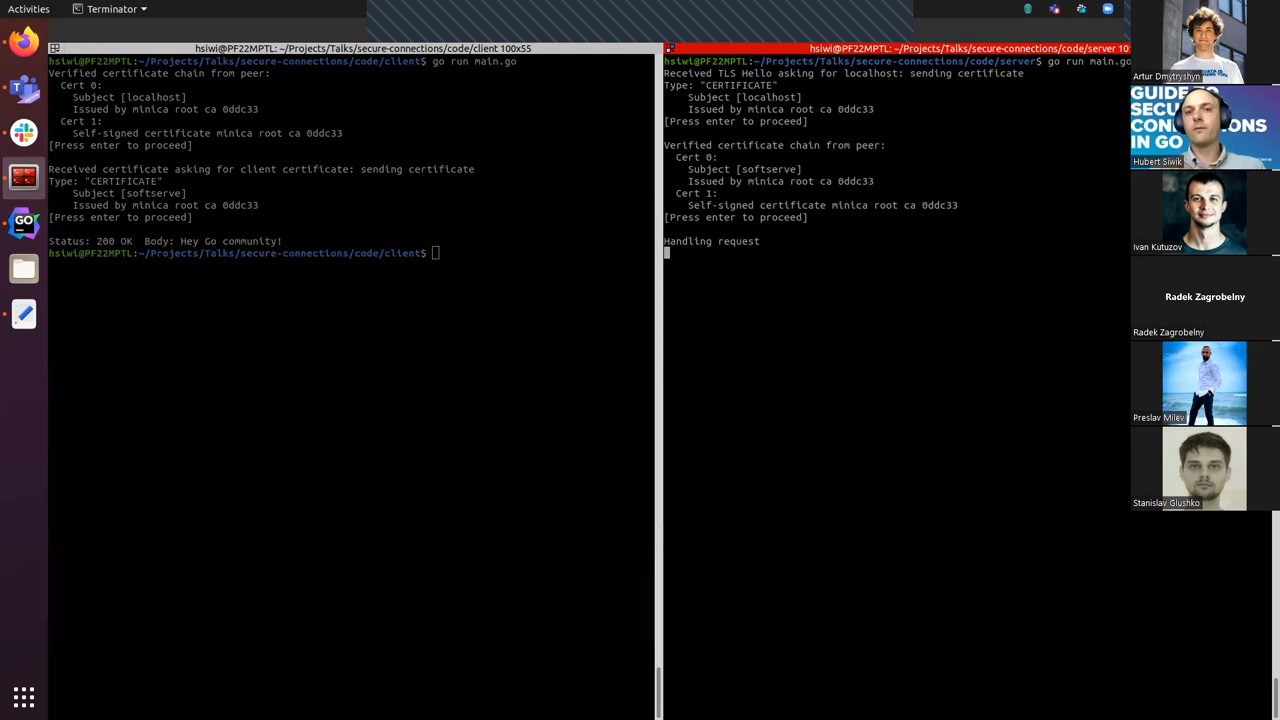 Activities
Terminator
hsiwi@PF22MPTL: ~/Projects/Talks/secure-connections/code/client 100x55
hsiwi@PF22MPTL:~/Projects/Talks/secure-connections/code/client$ go run main.go
Verified certificate chain from peer:
Cert 0:
Subject [localhost]
Issued by minica root ca 0ddc33
Cert 1:
Self-signed certificate minica root ca 0ddc33
[Press enter to proceed]
Received certificate asking for client certificate: sending certificate
Type: "CERTIFICATE"
Subject [softserve]
Issued by minica root ca 0ddc33
[Press enter to proceed]
Status: 200 OK  Body: Hey Go community!
hsiwi@PF22MPTL:~/Projects/Talks/secure-connections/code/client$
hsiwi@PF22MPTL: ~/Projects/Talks/secure-connections/code/server 10
hsiwi@PF22MPTL:~/Projects/Talks/secure-connections/code/server$ go run main.go
Received TLS Hello asking for localhost: sending certificate
Type: "CERTIFICATE"
Subject [localhost]
Issued by minica root ca 0ddc33
[Press enter to proceed]
Verified certificate chain from peer:
Cert 0:
Subject [softserve]
Issued by minica root ca 0ddc33
Cert 1:
Self-signed certificate minica root ca 0ddc33
[Press enter to proceed]
Handling request
Artur Dmytryshyn
GUIDE TO
SECU
CON IONS
IN GO
Hubert Siwik
Ivan Kutuzov
Radek Zagrobelny
Radek Zagrobelny
Preslav Milev
Stanislav Glushko